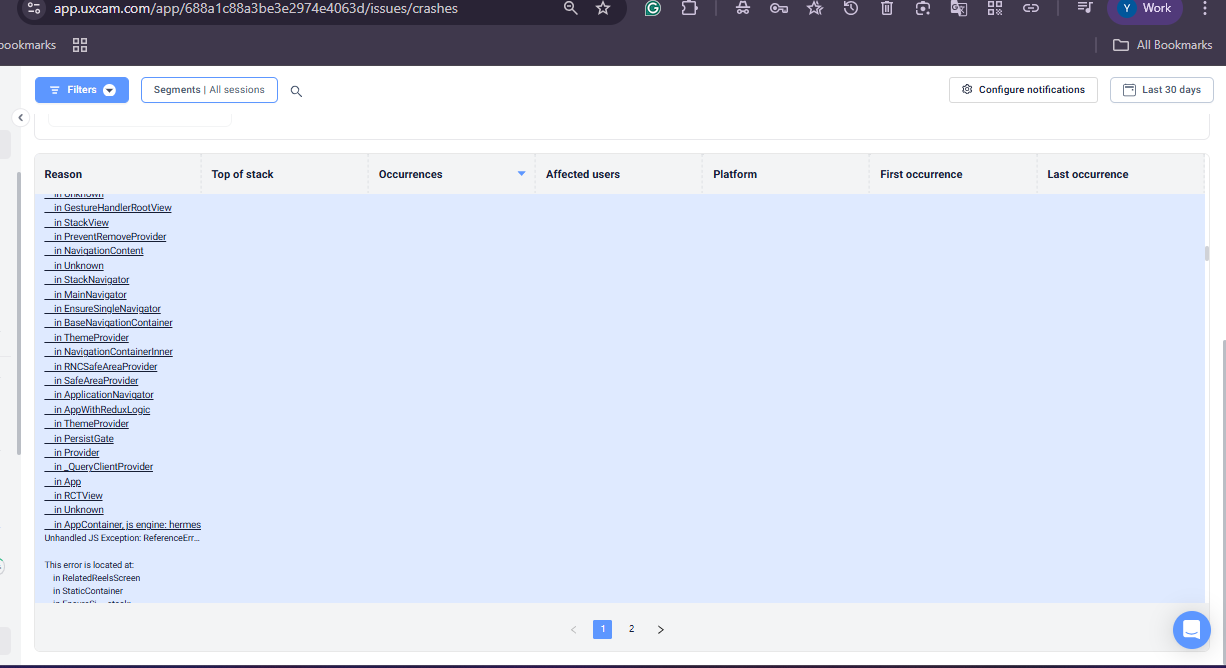 app.uxcam.com/app/688a1c88a3be3e2974e4063d/issues/crashes
Y Work
bookmarks
All Bookmarks
Filters
Segments | All sessions
Configure notifications
Last 30 days
Reason Top of stack Occurrences Affected users Platform First occurrence Last occurrence
in Unknown
in GestureHandlerRootView
in StackView
in PreventRemoveProvider
in NavigationContent
in Unknown
in StackNavigator
in MainNavigator
in EnsureSingleNavigator
in BaseNavigationContainer
in ThemeProvider
in NavigationContainerInner
in RNCSafeAreaProvider
in SafeAreaProvider
in ApplicationNavigator
in AppWithReduxLogic
in ThemeProvider
in PersistGate
in Provider
in _QueryClientProvider
in App
in RCTView
in Unknown
in AppContainer, js engine: hermes
Unhandled JS Exception: ReferenceErr...
This error is located at:
in RelatedReelsScreen
in StaticContainer
1 2